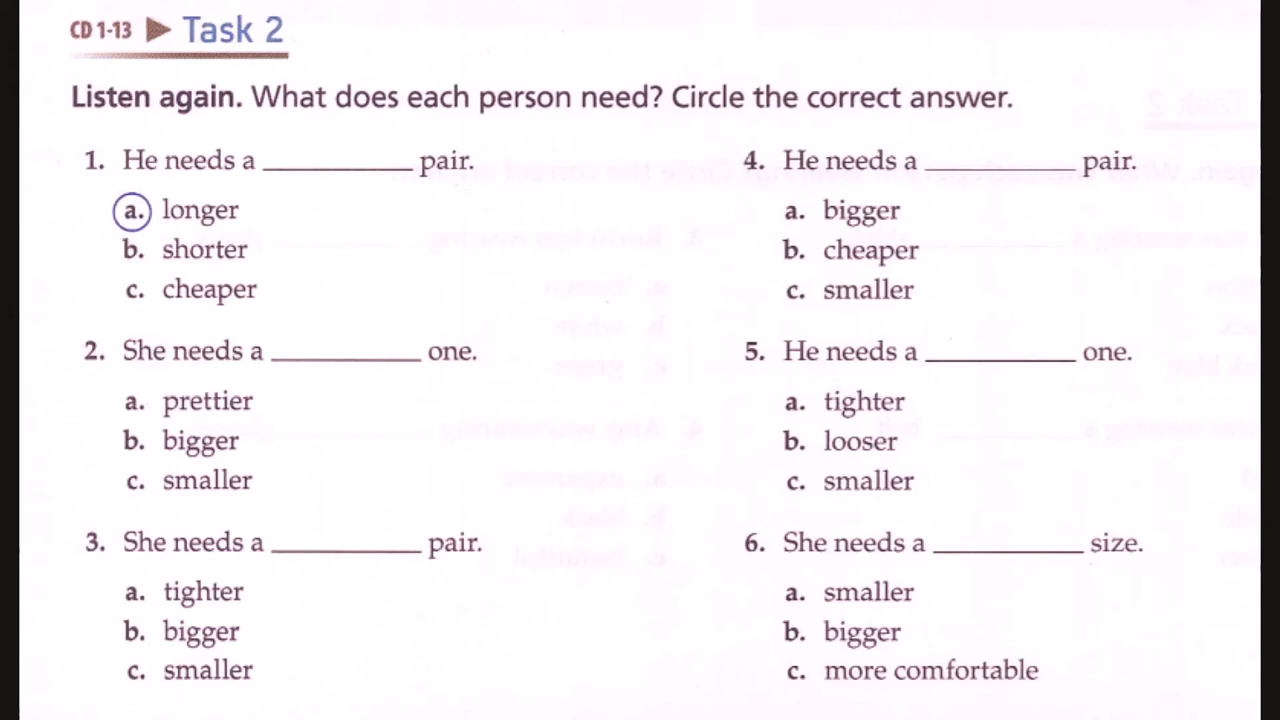 CD 1-13 ▶ Task 2
Listen again. What does each person need? Circle the correct answer.
1. He needs a __________ pair.
a. longer
b. shorter
c. cheaper
2. She needs a __________ one.
a. prettier
b. bigger
c. smaller
3. She needs a __________ pair.
a. tighter
b. bigger
c. smaller
4. He needs a __________ pair.
a. bigger
b. cheaper
c. smaller
5. He needs a __________ one.
a. tighter
b. looser
c. smaller
6. She needs a __________ size.
a. smaller
b. bigger
c. more comfortable